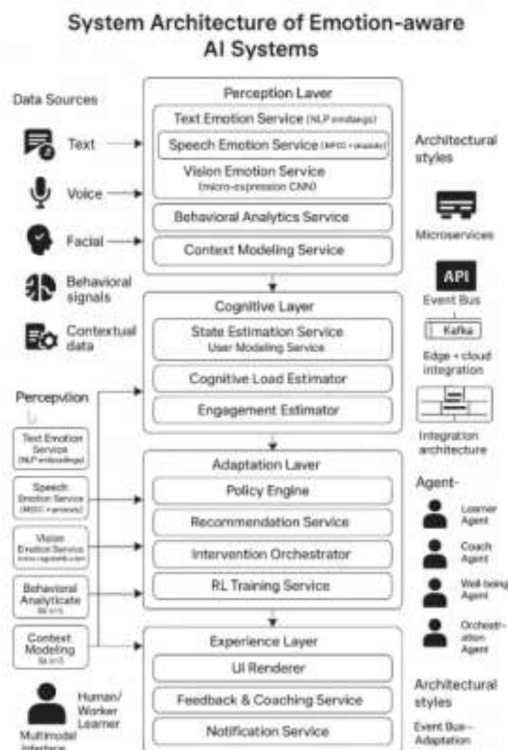 System Architecture of Emotion-aware
AI Systems
Data Sources
Text
Voice
Facial
Behavioral
signals
Contextual
data
Perception Layer
Text Emotion Service
Speech Emotion Service
Vision Emotion Service
(micro-expression CNN)
Behavioral Analytics Service
Context Modeling Service
Cognitive Layer
State Estimation Service
User Modeling Service
Cognitive Load Estimator
Engagement Estimator
Adaptation Layer
Policy Engine
Recommendation Service
Intervention Orchestrator
RL Training Service
Experience Layer
UI Renderer
Feedback & Coaching Service
Notification Service
Architectural
styles
Microservices
API
Event Bus
Kafka
Edge + cloud
integration
Integration
architecture
Agent-
Learner
Agent
Coach
Agent
Well-being
Agent
Orchestr-
ation
Agent
Architectural
styles
Event Bus—
Adaptation
Text Emotion
Service
Speech
Emotion Service
Vision
Emotion Service
Behavioral
Context
Modeling
Human/
Worker
Learner
Multimodal